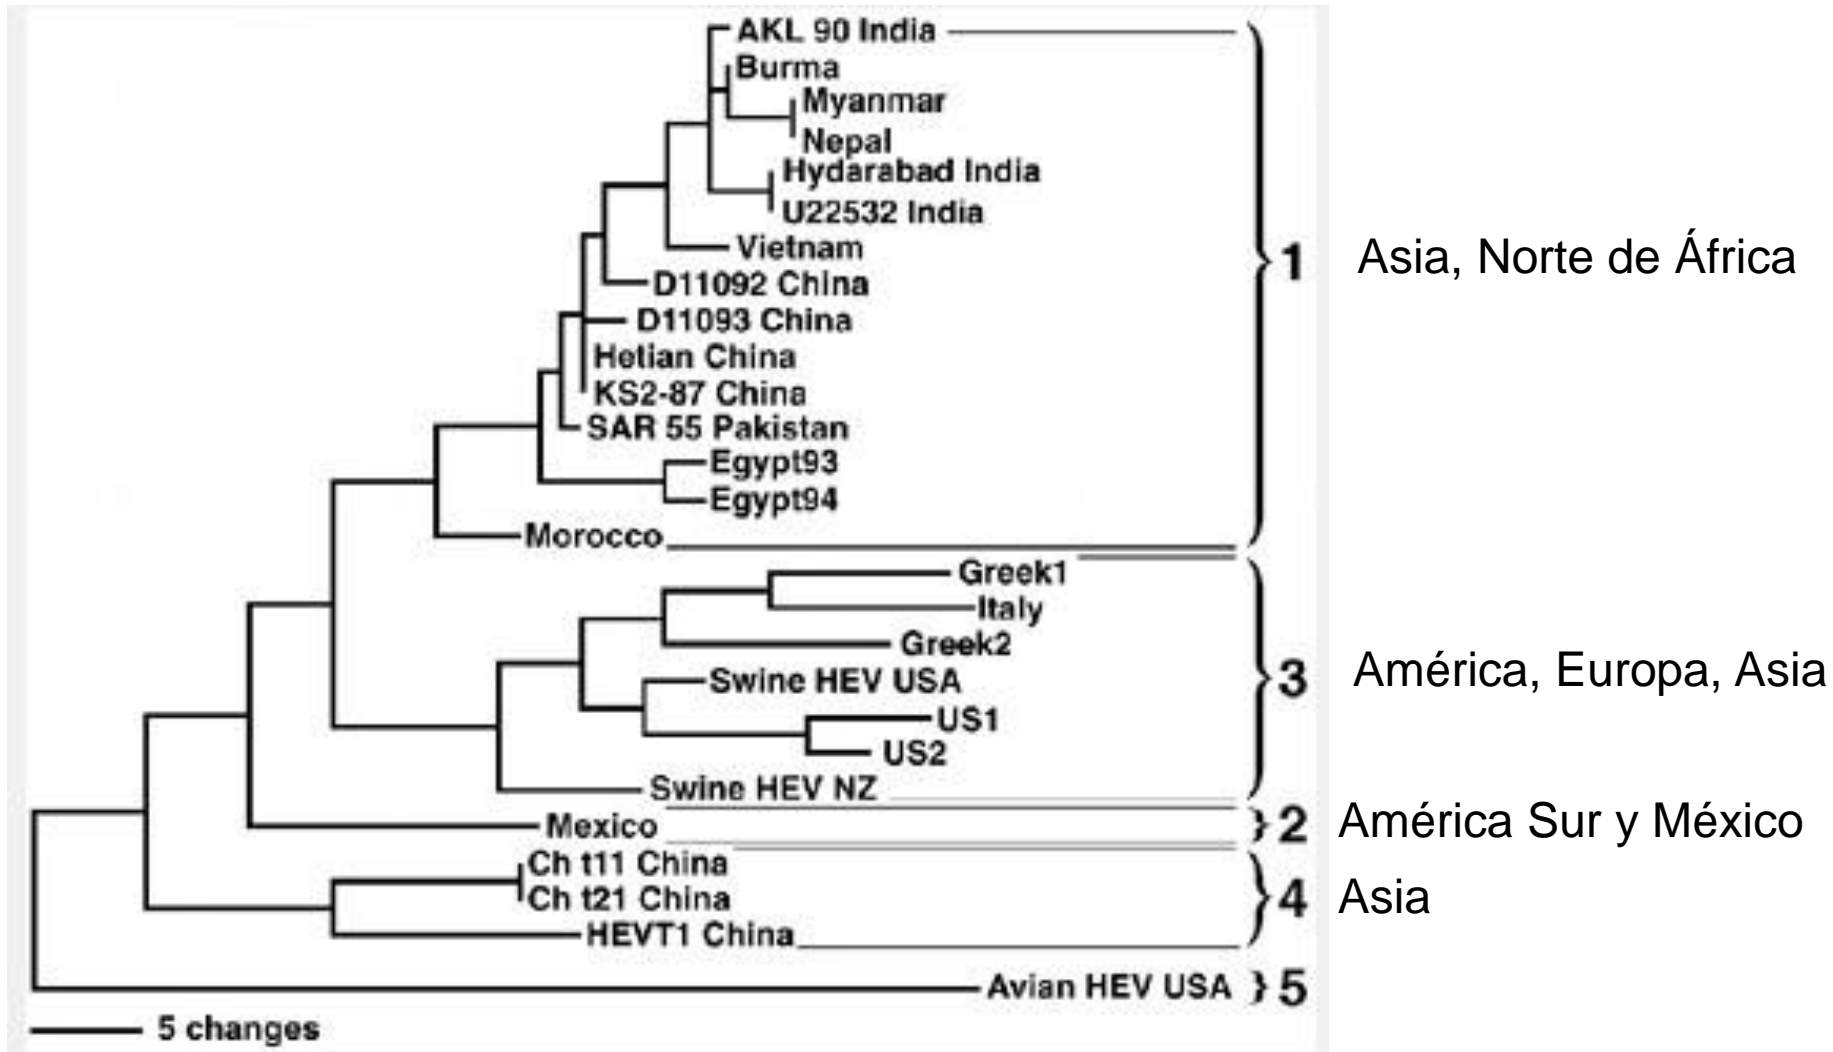 AKL 90 India
Burma
Myanmar
Nepal
Hydarabad India
U22532 India
Vietnam
1 Asia, Norte de África
D11092 China
D11093 China
Hetian China
KS2-87 China
SAR 55 Pakistan
Egypt93
Egypt94
Morocco
Greek1
Italy
Greek2
Swine HEV USA
3 América, Europa, Asia
US1
US2
Swine HEV NZ
Mexico
2 América Sur y México
Ch t11 China
Ch t21 China
4 Asia
HEVT1 China
Avian HEV USA
5
5 changes